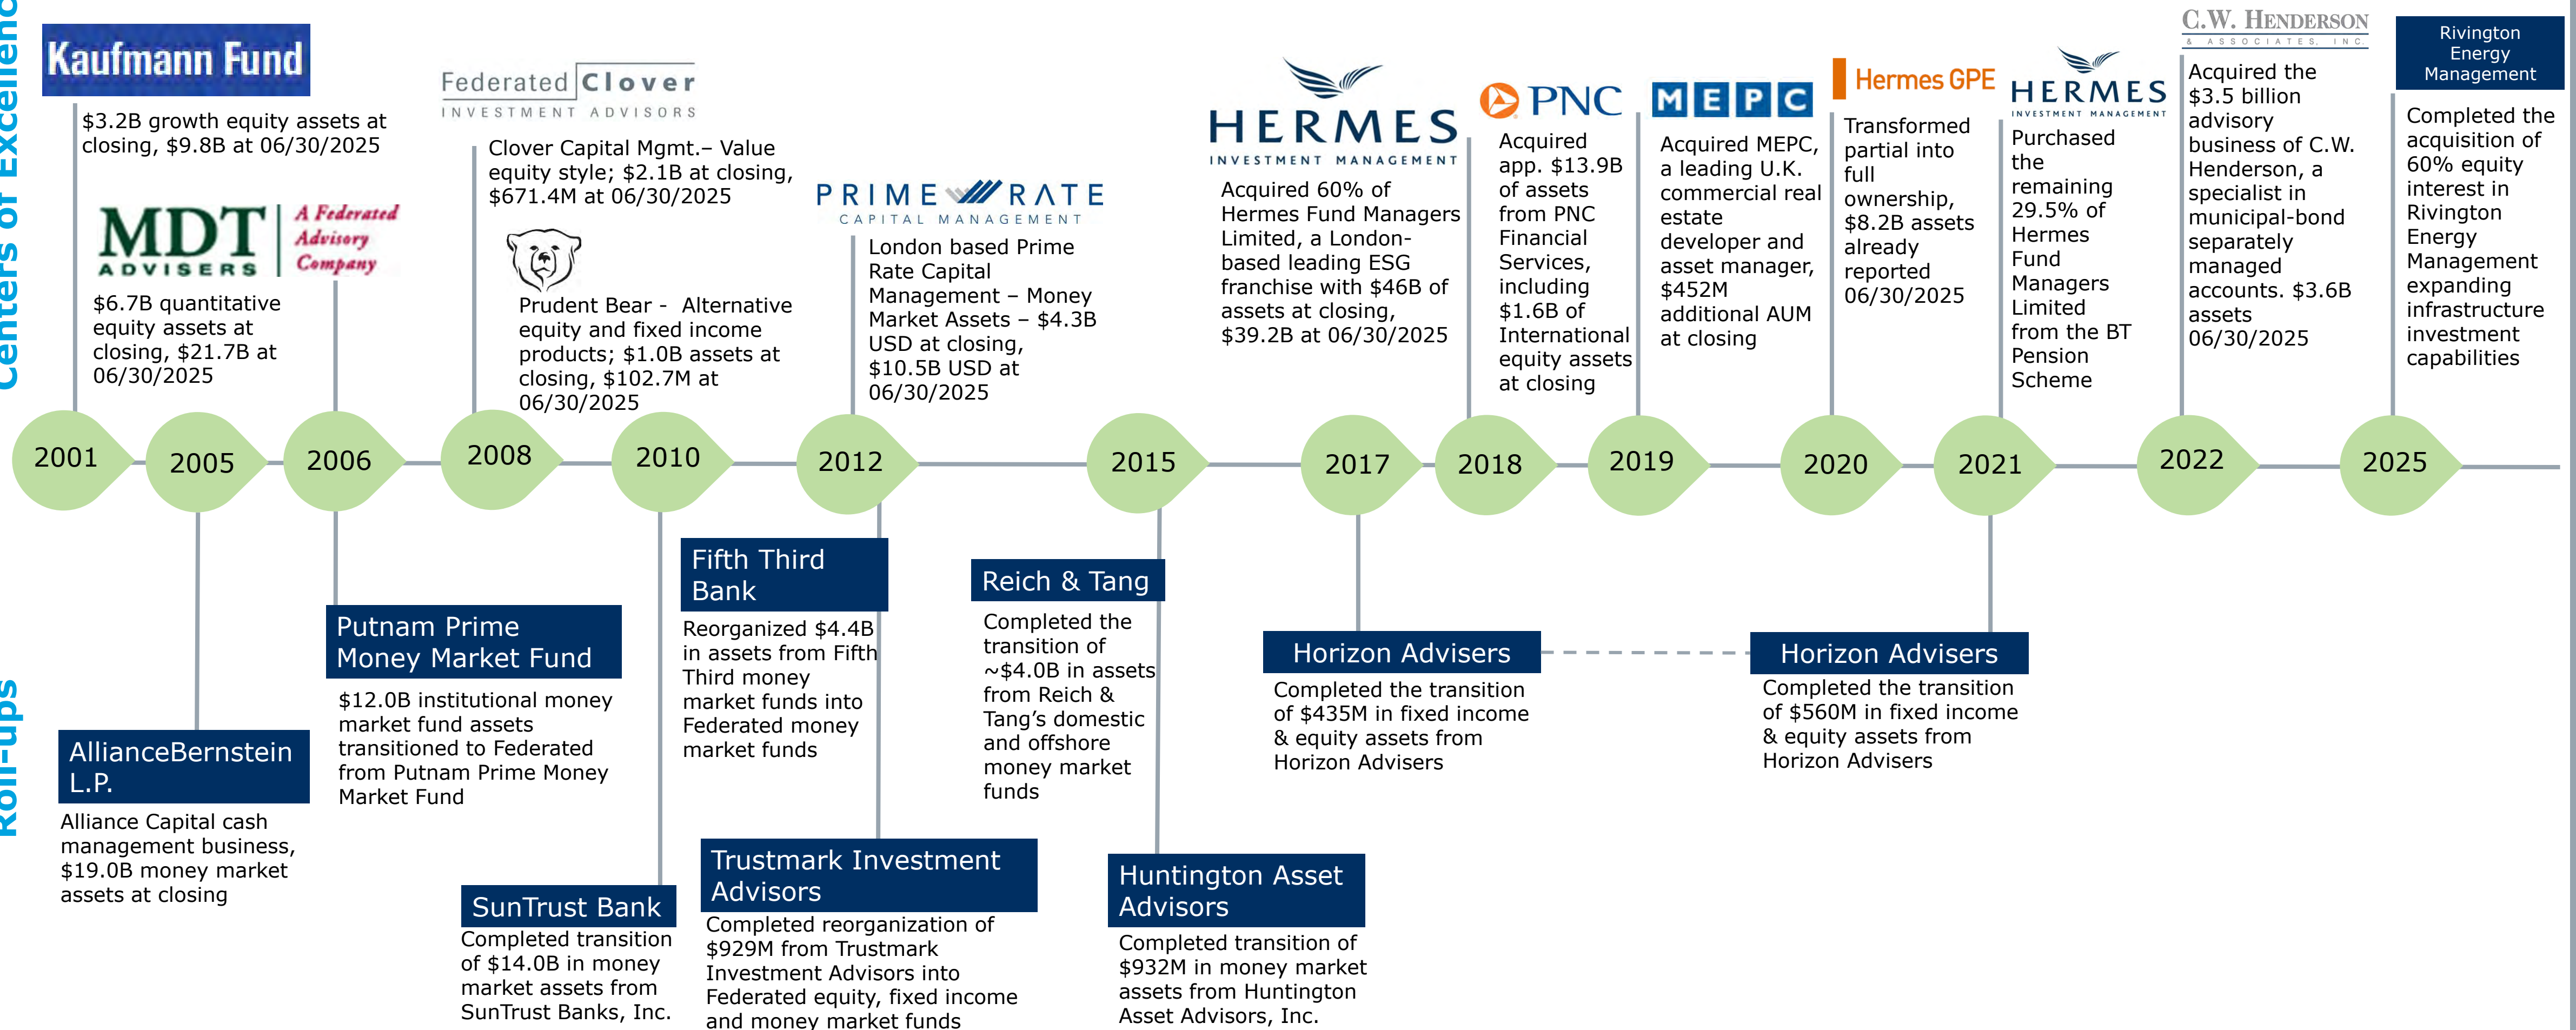 Centers of Excellenc
Kaufmann Fund
$3.2B growth equity assets at
closing, $9.8B at 06/30/2025
MDT
ADVISERS
A Federated
Advisory
Company
$6.7B quantitative
equity assets at
closing, $21.7B at
06/30/2025
Federated Clover
INVESTMENT ADVISORS
Clover Capital Mgmt.– Value
equity style; $2.1B at closing,
$671.4M at 06/30/2025
Prudent Bear - Alternative
equity and fixed income
products; $1.0B assets at
closing, $102.7M at
06/30/2025
PRIME RATE
CAPITAL MANAGEMENT
London based Prime
Rate Capital
Management – Money
Market Assets – $4.3B
USD at closing,
$10.5B USD at
06/30/2025
HERMES
INVESTMENT MANAGEMENT
Acquired 60% of
Hermes Fund Managers
Limited, a London-
based leading ESG
franchise with $46B of
assets at closing,
$39.2B at 06/30/2025
PNC
Acquired
app. $13.9B
of assets
from PNC
Financial
Services,
including
$1.6B of
International
equity assets
at closing
MEPC
Acquired MEPC,
a leading U.K.
commercial real
estate
developer and
asset manager,
$452M
additional AUM
at closing
Hermes GPE
Transformed
partial into
full
ownership,
$8.2B assets
already
reported
06/30/2025
HERMES
INVESTMENT MANAGEMENT
Purchased
the
remaining
29.5% of
Hermes
Fund
Managers
Limited
from the BT
Pension
Scheme
C.W. HENDERSON
& ASSOCIATES, INC.
Acquired the
$3.5 billion
advisory
business of C.W.
Henderson, a
specialist in
municipal-bond
separately
managed
accounts. $3.6B
assets
06/30/2025
Rivington
Energy
Management
Completed the
acquisition of
60% equity
interest in
Rivington
Energy
Management
expanding
infrastructure
investment
capabilities
2001
2005
2006
2008
2010
2012
2015
2017
2018
2019
2020
2021
2022
2025
Roll-ups
AllianceBernstein
L.P.
Alliance Capital cash
management business,
$19.0B money market
assets at closing
Putnam Prime
Money Market Fund
$12.0B institutional money
market fund assets
transitioned to Federated
from Putnam Prime Money
Market Fund
SunTrust Bank
Completed transition
of $14.0B in money
market assets from
SunTrust Banks, Inc.
Fifth Third
Bank
Reorganized $4.4B
in assets from Fifth
Third money
market funds into
Federated money
market funds
Trustmark Investment
Advisors
Completed reorganization of
$929M from Trustmark
Investment Advisors into
Federated equity, fixed income
and money market funds
Reich & Tang
Completed the
transition of
~$4.0B in assets
from Reich &
Tang’s domestic
and offshore
money market
funds
Huntington Asset
Advisors
Completed transition of
$932M in money market
assets from Huntington
Asset Advisors, Inc.
Horizon Advisers
Completed the transition
of $435M in fixed income
& equity assets from
Horizon Advisers
Horizon Advisers
Completed the transition
of $560M in fixed income
& equity assets from
Horizon Advisers